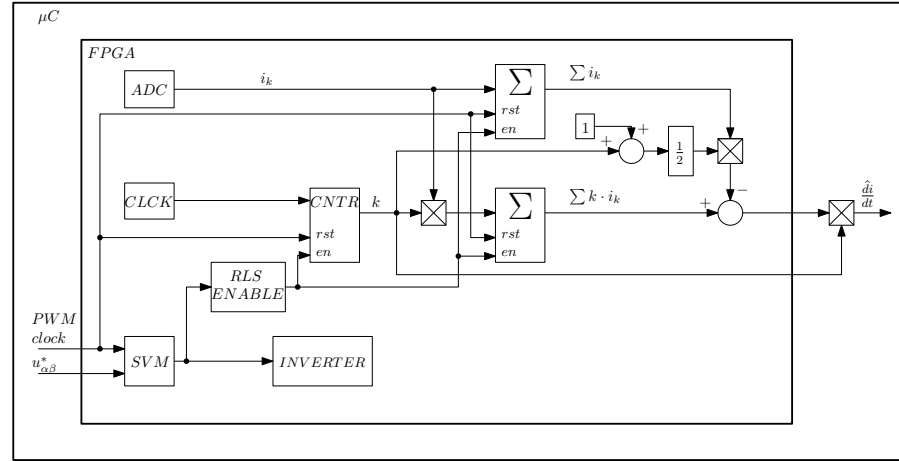 μC
FPGA
ADC
i_k
∑
rst
en
∑ i_k
1
+
+
1/2
−
CLCK
CNTR
rst
en
k
∑
rst
en
∑ k · i_k
+
d̂i/dt
RLS
ENABLE
PWM
clock
u*_αβ
SVM
INVERTER